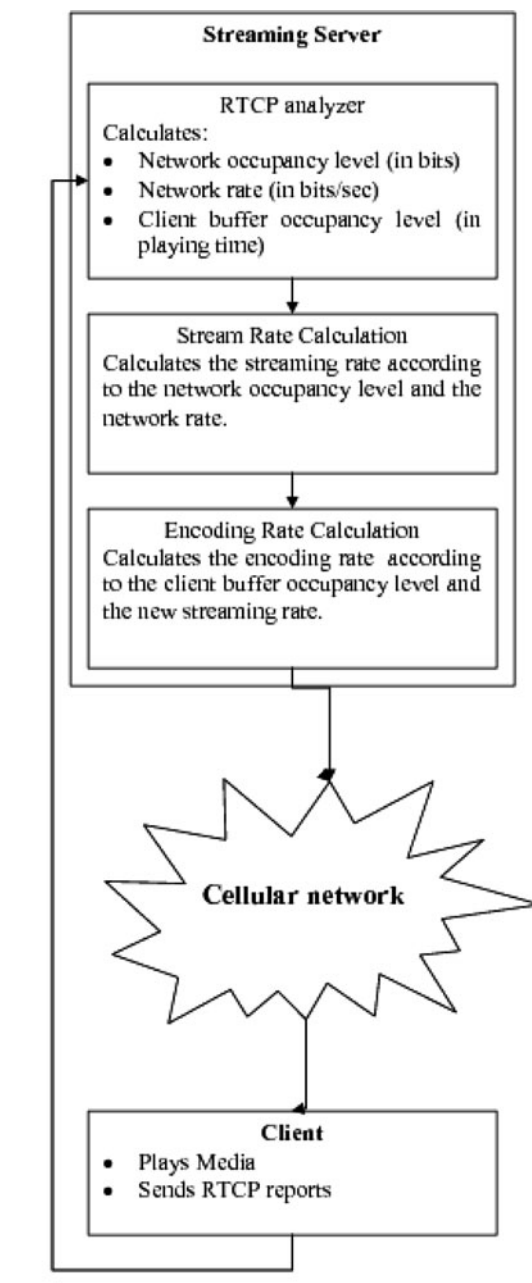 Streaming Server
RTCP analyzer
Calculates:
• Network occupancy level (in bits)
• Network rate (in bits/sec)
• Client buffer occupancy level (in
playing time)
Stream Rate Calculation
Calculates the streaming rate according
to the network occupancy level and the
network rate.
Encoding Rate Calculation
Calculates the encoding rate according
to the client buffer occupancy level and
the new streaming rate.
Cellular network
Client
• Plays Media
• Sends RTCP reports